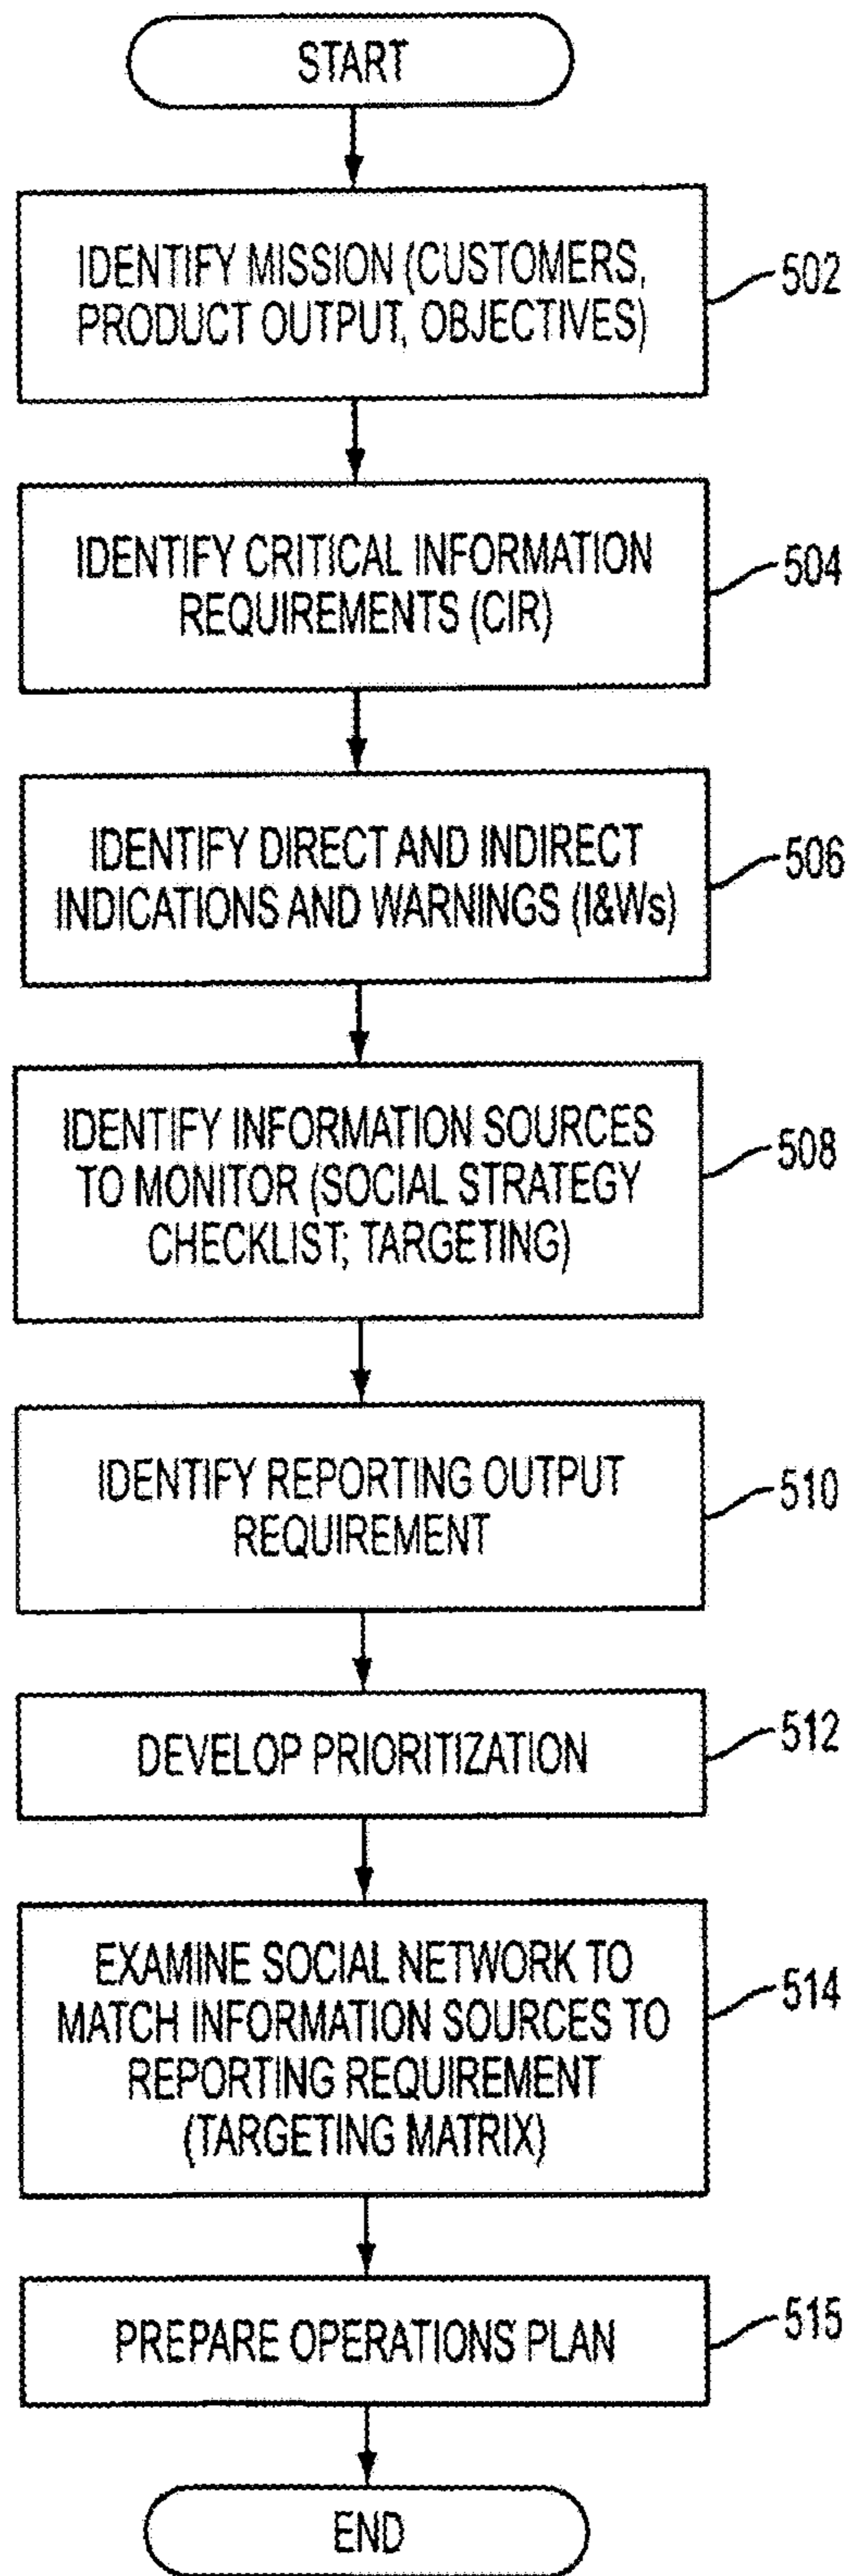 START
IDENTIFY MISSION (CUSTOMERS,
PRODUCT OUTPUT, OBJECTIVES)
502
IDENTIFY CRITICAL INFORMATION
REQUIREMENTS (CIR)
504
IDENTIFY DIRECT AND INDIRECT
INDICATIONS AND WARNINGS (I&Ws)
506
IDENTIFY INFORMATION SOURCES
TO MONITOR (SOCIAL STRATEGY
CHECKLIST; TARGETING)
508
IDENTIFY REPORTING OUTPUT
REQUIREMENT
510
DEVELOP PRIORITIZATION
512
EXAMINE SOCIAL NETWORK TO
MATCH INFORMATION SOURCES TO
REPORTING REQUIREMENT
(TARGETING MATRIX)
514
PREPARE OPERATIONS PLAN
515
END